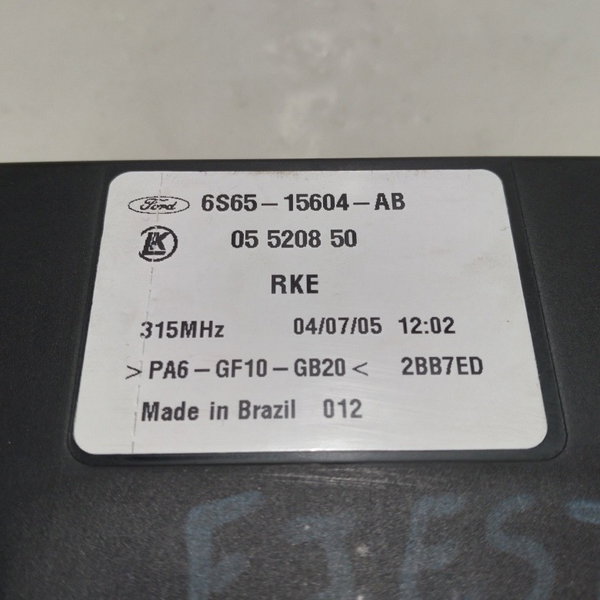 Ford 6S65-15604-AB
LK 05 5208 50
RKE
315MHz 04/07/05 12:02
>PA6-GF10-GB20< 2BB7ED
Made in Brazil 012